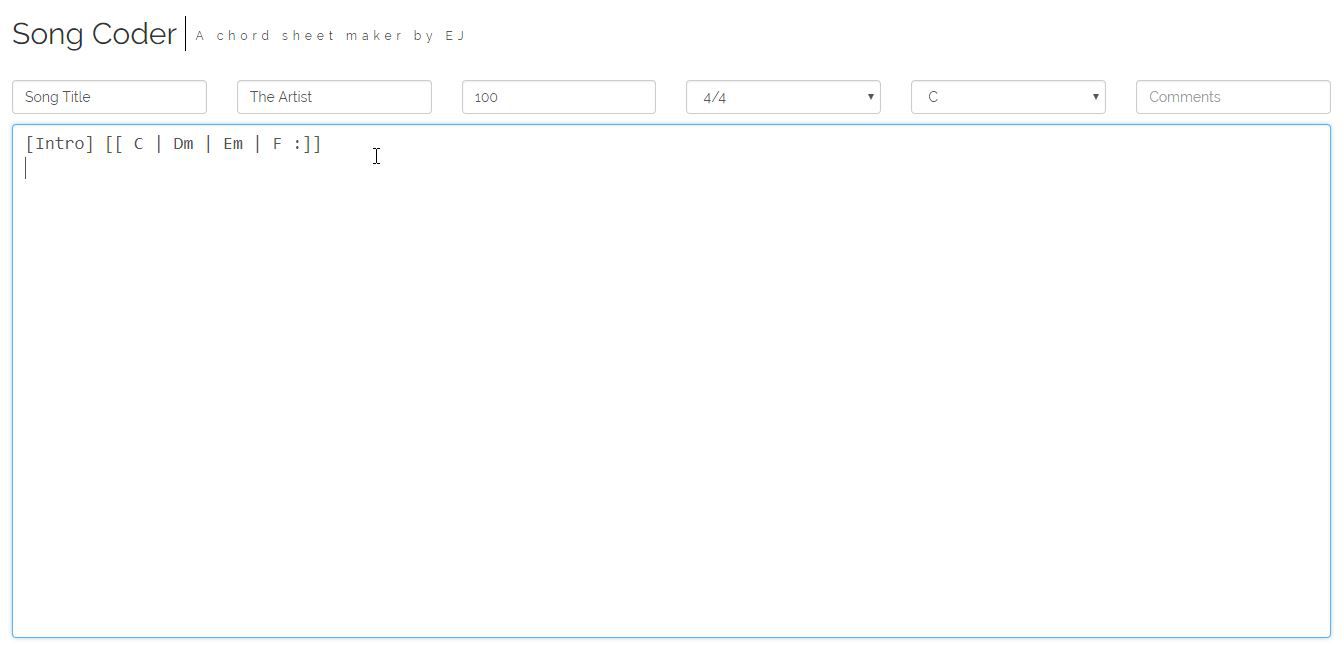 Song Coder A chord sheet maker by EJ
Song Title The Artist 100 4/4 C Comments
[Intro] [[ C | Dm | Em | F :]]